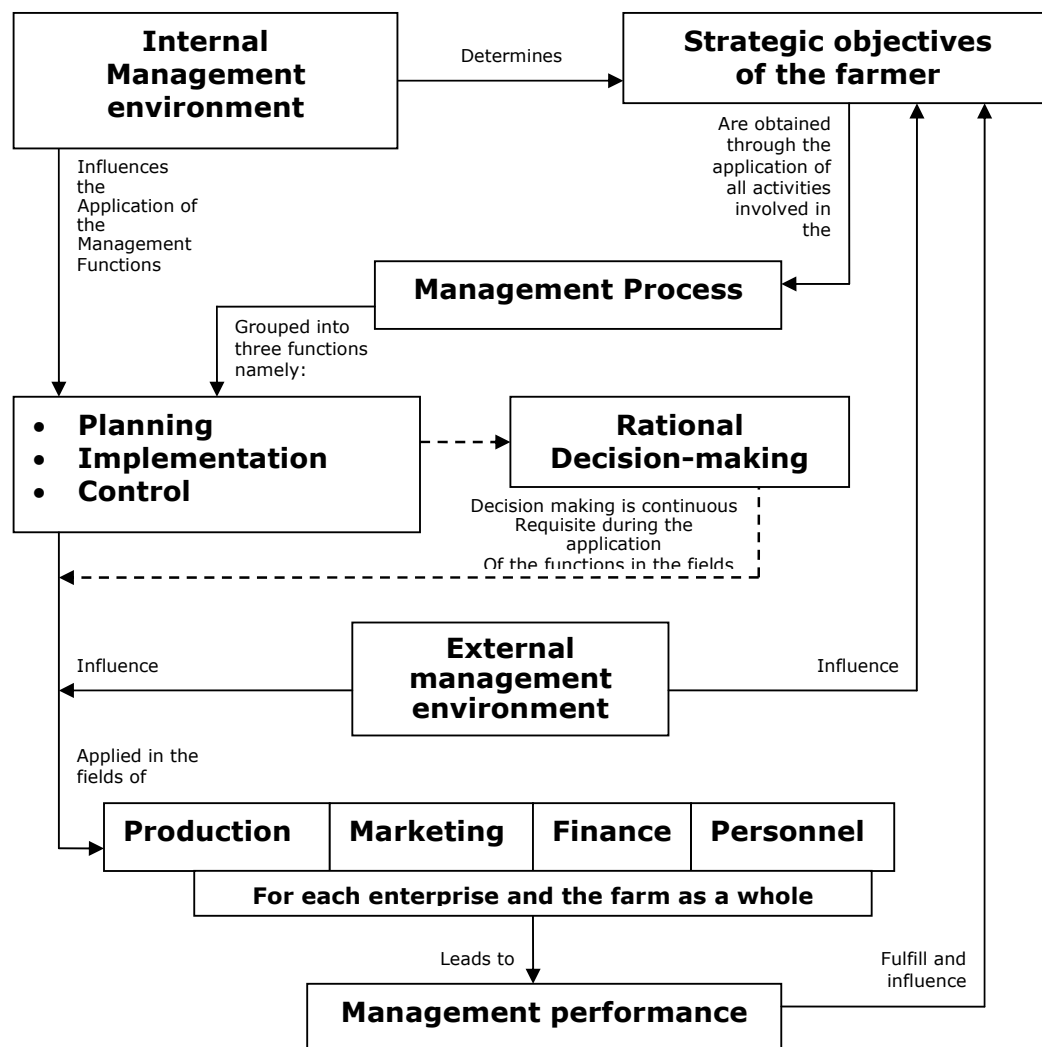 Internal
Management
environment
Determines
Strategic objectives
of the farmer
Influences
the
Application of
the
Management
Functions
Are obtained
through the
application of
all activities
involved in
the
Management Process
Grouped into
three functions
namely:
• Planning
• Implementation
• Control
Rational
Decision-making
Decision making is continuous
Requisite during the
application
Of the functions in the fields
Influence
External
management
environment
Influence
Applied in the
fields of
Production
Marketing
Finance
Personnel
For each enterprise and the farm as a whole
Leads to
Fulfill and
influence
Management performance